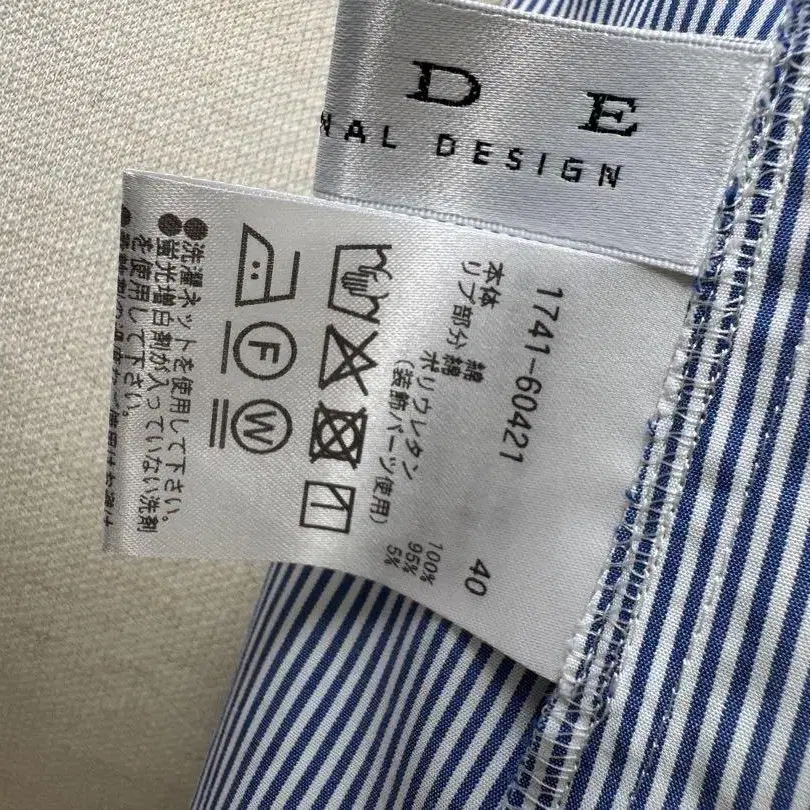 D E
NAL DESIGN
1741-60421 40
本体 綿 100%
リブ部分 綿 95%
ポリウレタン 5%
(装飾パーツ使用)
F
W
●洗濯ネットを使用して下さい。
●蛍光増白剤が入っていない洗剤
を使用して下さい。